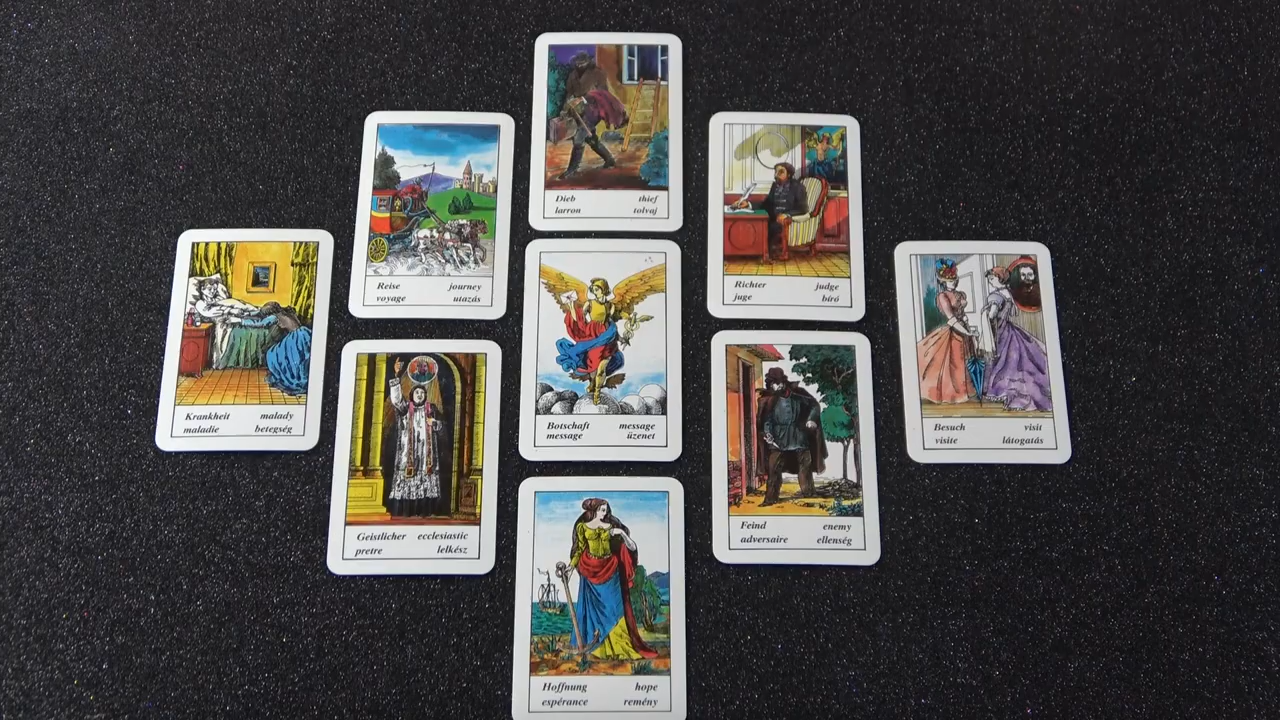 Dieb thief
larron tolvaj
Reise journey
voyage utazás
Richter judge
juge bíró
Krankheit malady
maladie betegség
Botschaft message
message üzenet
Besuch visit
visite látogatás
Geistlicher ecclesiastic
pretre lelkész
Feind enemy
adversaire ellenség
Hoffnung hope
espérance remény